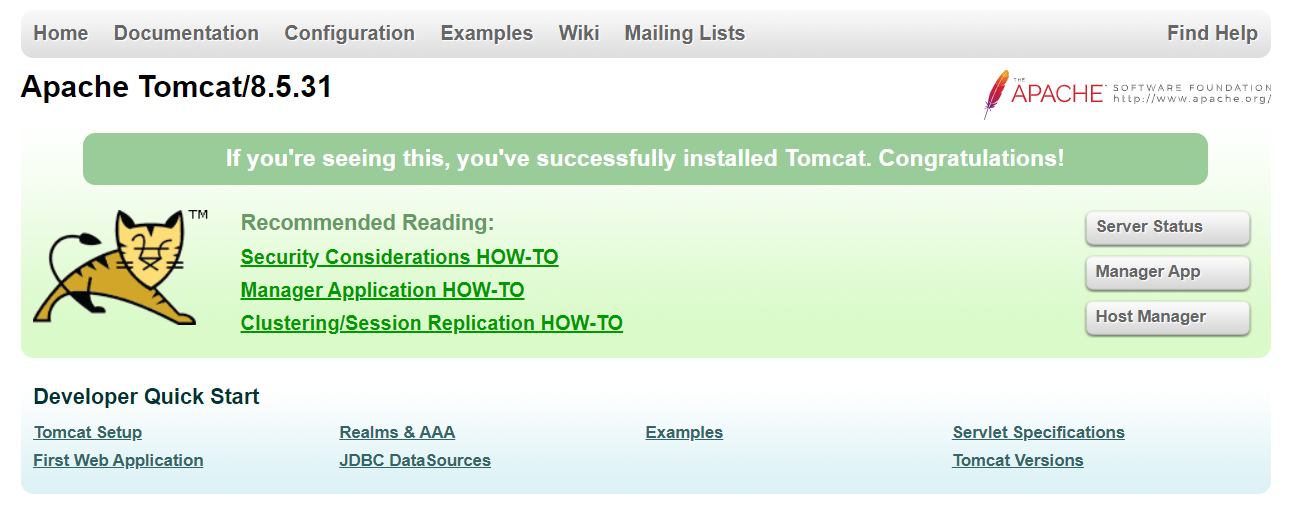 Home Documentation Configuration Examples Wiki Mailing Lists Find Help
Apache Tomcat/8.5.31
THE APACHE SOFTWARE FOUNDATION
http://www.apache.org/
If you're seeing this, you've successfully installed Tomcat. Congratulations!
TM
Recommended Reading:
Security Considerations HOW-TO
Manager Application HOW-TO
Clustering/Session Replication HOW-TO
Server Status
Manager App
Host Manager
Developer Quick Start
Tomcat Setup Realms & AAA Examples Servlet Specifications
First Web Application JDBC DataSources Tomcat Versions